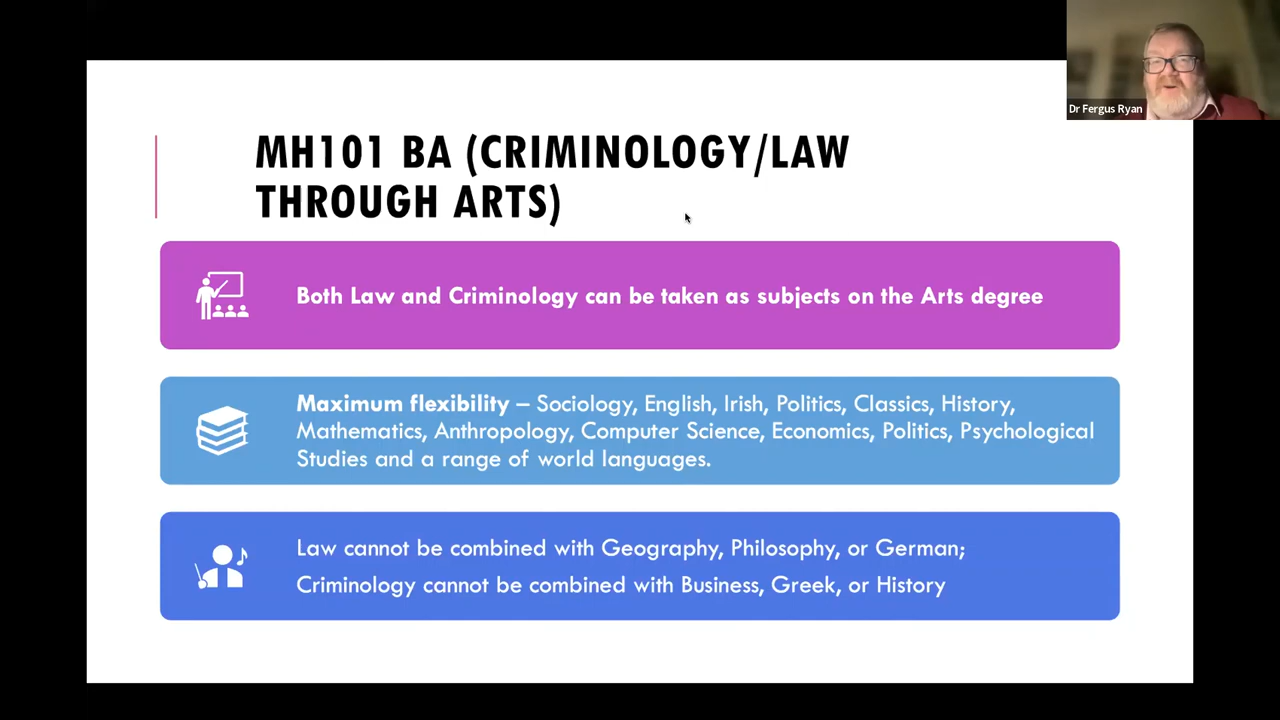 Dr Fergus Ryan
MH101 BA (CRIMINOLOGY/LAW
THROUGH ARTS)
Both Law and Criminology can be taken as subjects on the Arts degree
Maximum flexibility – Sociology, English, Irish, Politics, Classics, History,
Mathematics, Anthropology, Computer Science, Economics, Politics, Psychological
Studies and a range of world languages.
Law cannot be combined with Geography, Philosophy, or German;
Criminology cannot be combined with Business, Greek, or History